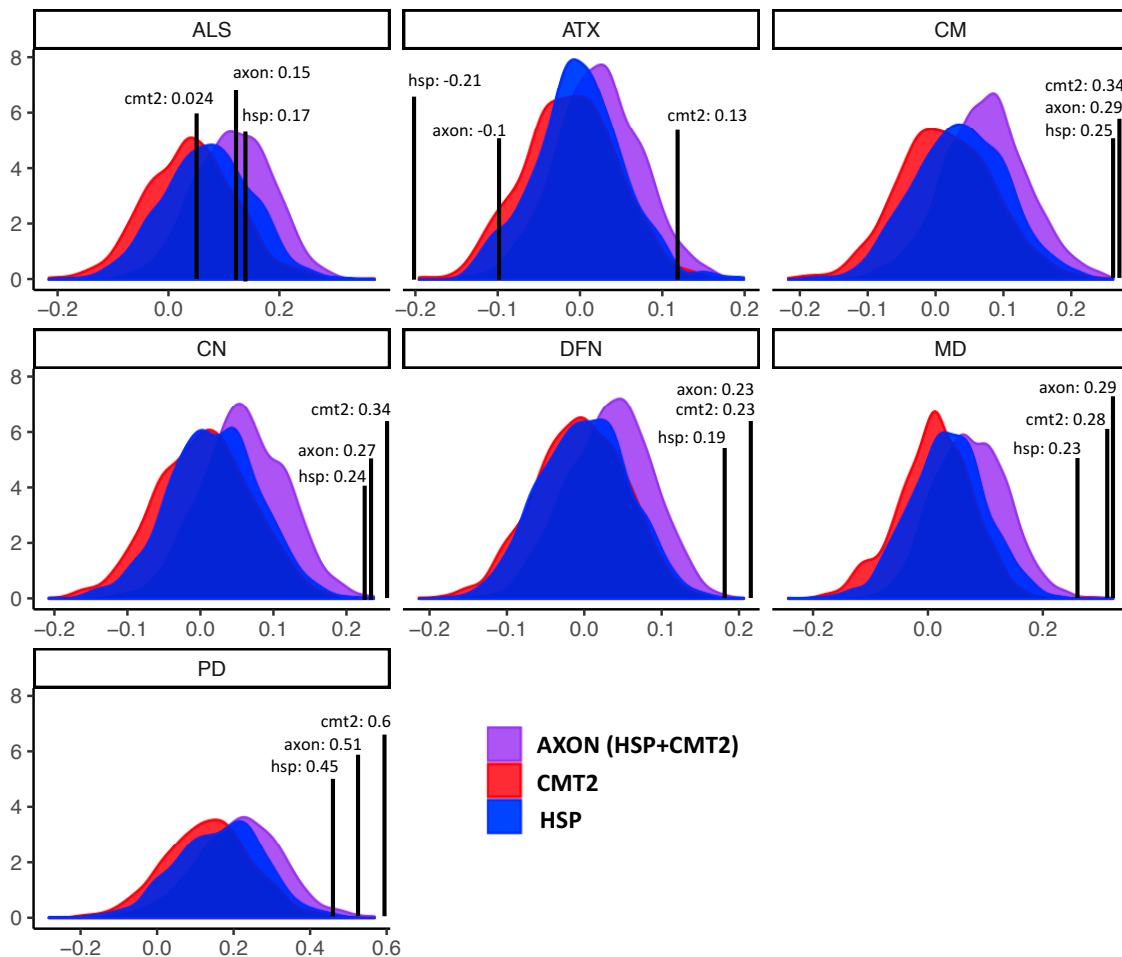 ALS
ATX
CM
8
6
4
2
0
axon: 0.15
cmt2: 0.024
hsp: 0.17
hsp: -0.21
axon: -0.1
cmt2: 0.13
cmt2: 0.34
axon: 0.29
hsp: 0.25
−0.2
0.0
0.2
−0.2
−0.1
0.0
0.1
0.2
−0.2
−0.1
0.0
0.1
0.2
CN
DFN
MD
8
6
4
2
0
cmt2: 0.34
axon: 0.27
hsp: 0.24
axon: 0.23
cmt2: 0.23
hsp: 0.19
axon: 0.29
cmt2: 0.28
hsp: 0.23
−0.2
−0.1
0.0
0.1
0.2
−0.2
−0.1
0.0
0.1
0.2
−0.2
0.0
0.2
PD
8
6
4
2
0
cmt2: 0.6
axon: 0.51
hsp: 0.45
−0.2
0.0
0.2
0.4
0.6
AXON (HSP+CMT2)
CMT2
HSP